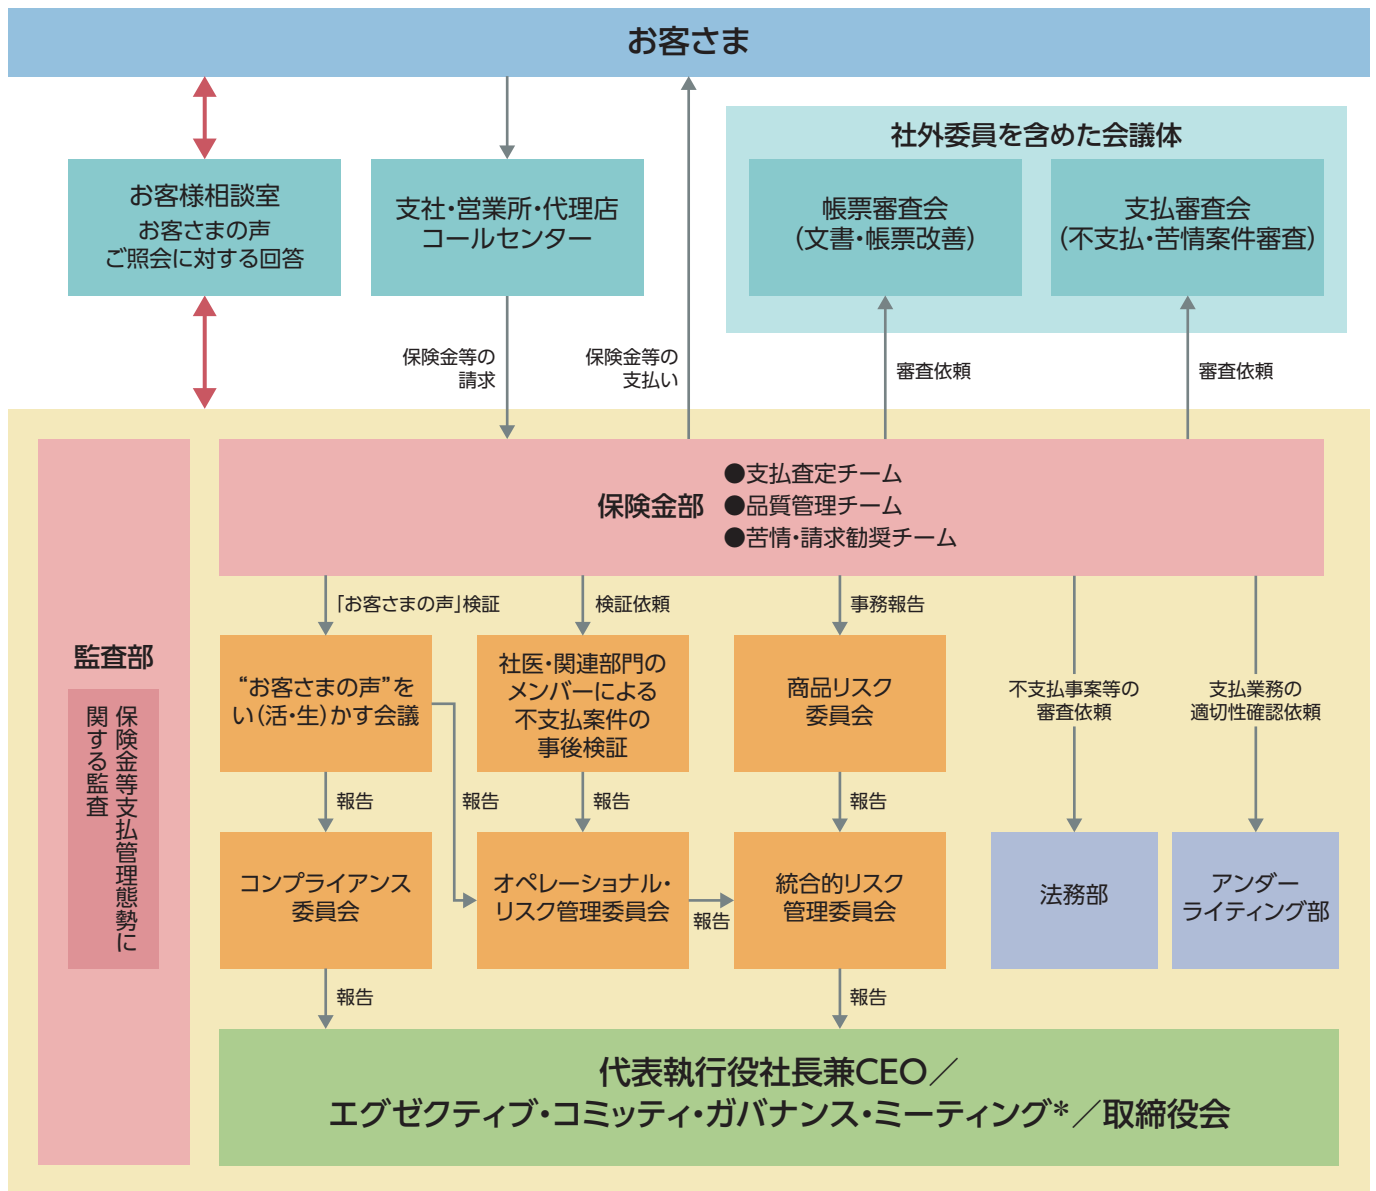 お客さま
社外委員を含めた会議体
お客様相談室
お客さまの声
ご照会に対する回答
支社・営業所・代理店
コールセンター
帳票審査会
(文書・帳票改善)
支払審査会
(不支払・苦情案件審査)
保険金等の
請求
保険金等の
支払い
審査依頼
審査依頼
保険金部
●支払査定チーム
●品質管理チーム
●苦情・請求勧奨チーム
監査部
保険金等支払管理態勢に
関する監査
「お客さまの声」検証
検証依頼
事務報告
“お客さまの声”を
い(活・生)かす会議
社医・関連部門の
メンバーによる
不支払案件の
事後検証
商品リスク
委員会
不支払事案等の
審査依頼
支払業務の
適切性確認依頼
報告
報告
報告
報告
コンプライアンス
委員会
オペレーショナル・
リスク管理委員会
報告
統合的リスク
管理委員会
法務部
アンダー
ライティング部
報告
報告
代表執行役社長兼CEO／
エグゼクティブ・コミッティ・ガバナンス・ミーティング*／取締役会